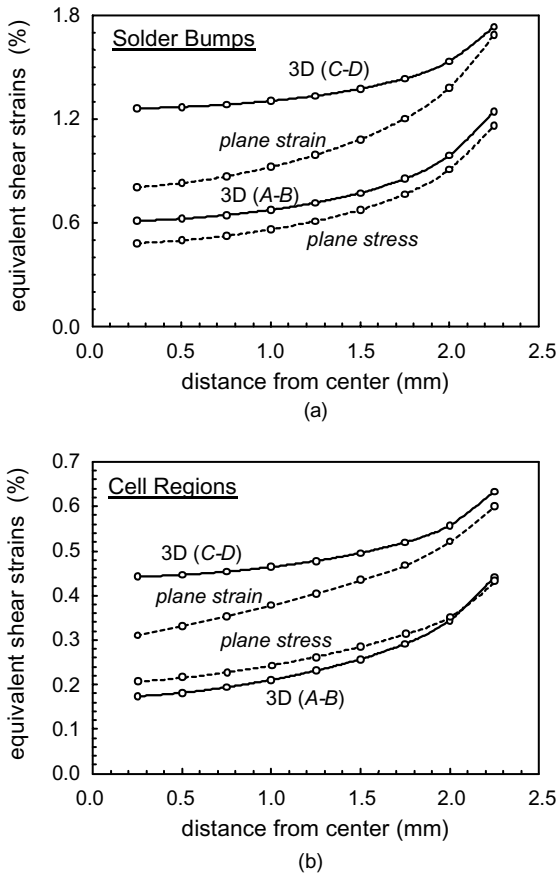 equivalent shear strains (%)
1.8
1.2
0.6
0.0
Solder Bumps
3D (C-D)
plane strain
3D (A-B)
plane stress
0.0 0.5 1.0 1.5 2.0 2.5
distance from center (mm)
(a)
equivalent shear strains (%)
0.7
0.6
0.5
0.4
0.3
0.2
0.1
0.0
Cell Regions
3D (C-D)
plane strain
plane stress
3D (A-B)
0.0 0.5 1.0 1.5 2.0 2.5
distance from center (mm)
(b)